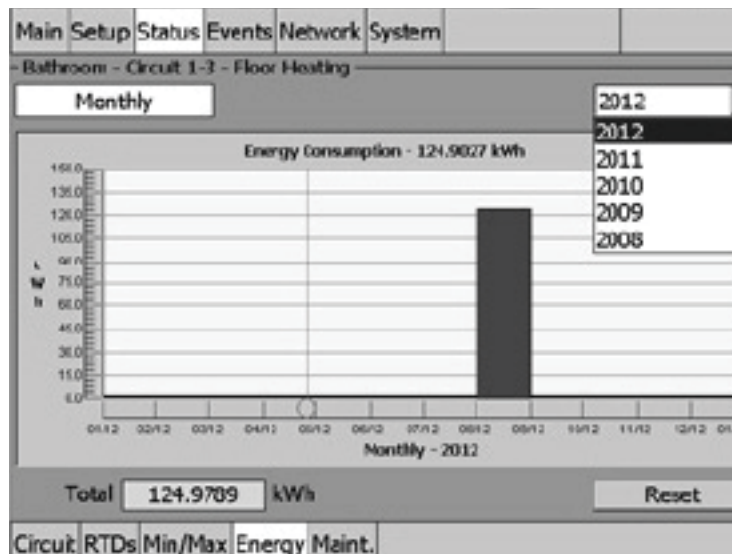 Main Setup Status Events Network System
Bathroom - Circuit 1-3 - Floor Heating
Monthly
2012
2012
2011
2010
2009
2008
Energy Consumption - 124.9027 kWh
150.0
135.0
120.0
105.0
90.0
75.0
60.0
45.0
30.0
15.0
0.0
01/12 02/12 03/12 04/12 05/12 06/12 07/12 08/12 09/12 10/12 11/12 12/12 01
Monthly - 2012
Total 124.9789 kWh
Reset
Circuit RTDs Min/Max Energy Maint.